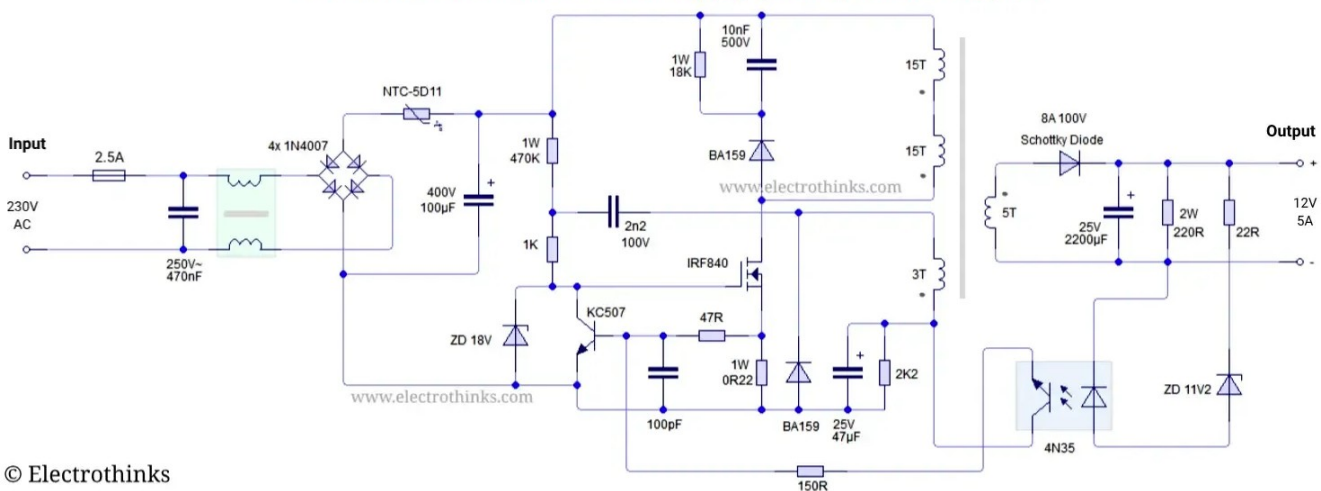 10nF
500V
1W
18K
15T
NTC-5D11
8A 100V
Schottky Diode
Input
Output
2.5A
4x 1N4007
1W
470K
BA159
15T
www.electrothinks.com
+
230V
AC
400V
100µF
+
2n2
100V
5T
+
25V
2200µF
2W
220R
22R
12V
5A
1K
250V~
470nF
IRF840
3T
-
KC507
47R
ZD 18V
1W
0R22
+
2K2
ZD 11V2
www.electrothinks.com
100pF
BA159
25V
47µF
4N35
© Electrothinks
150R